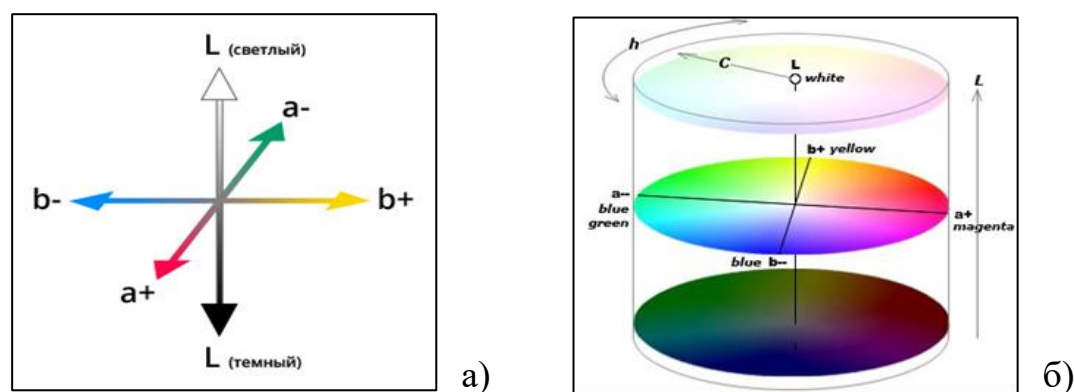 L (светлый)
a-
b-
b+
a+
L (темный)
а)
h
C
L
white
L
b+ yellow
a--
blue
green
a+
magenta
blue b--
б)